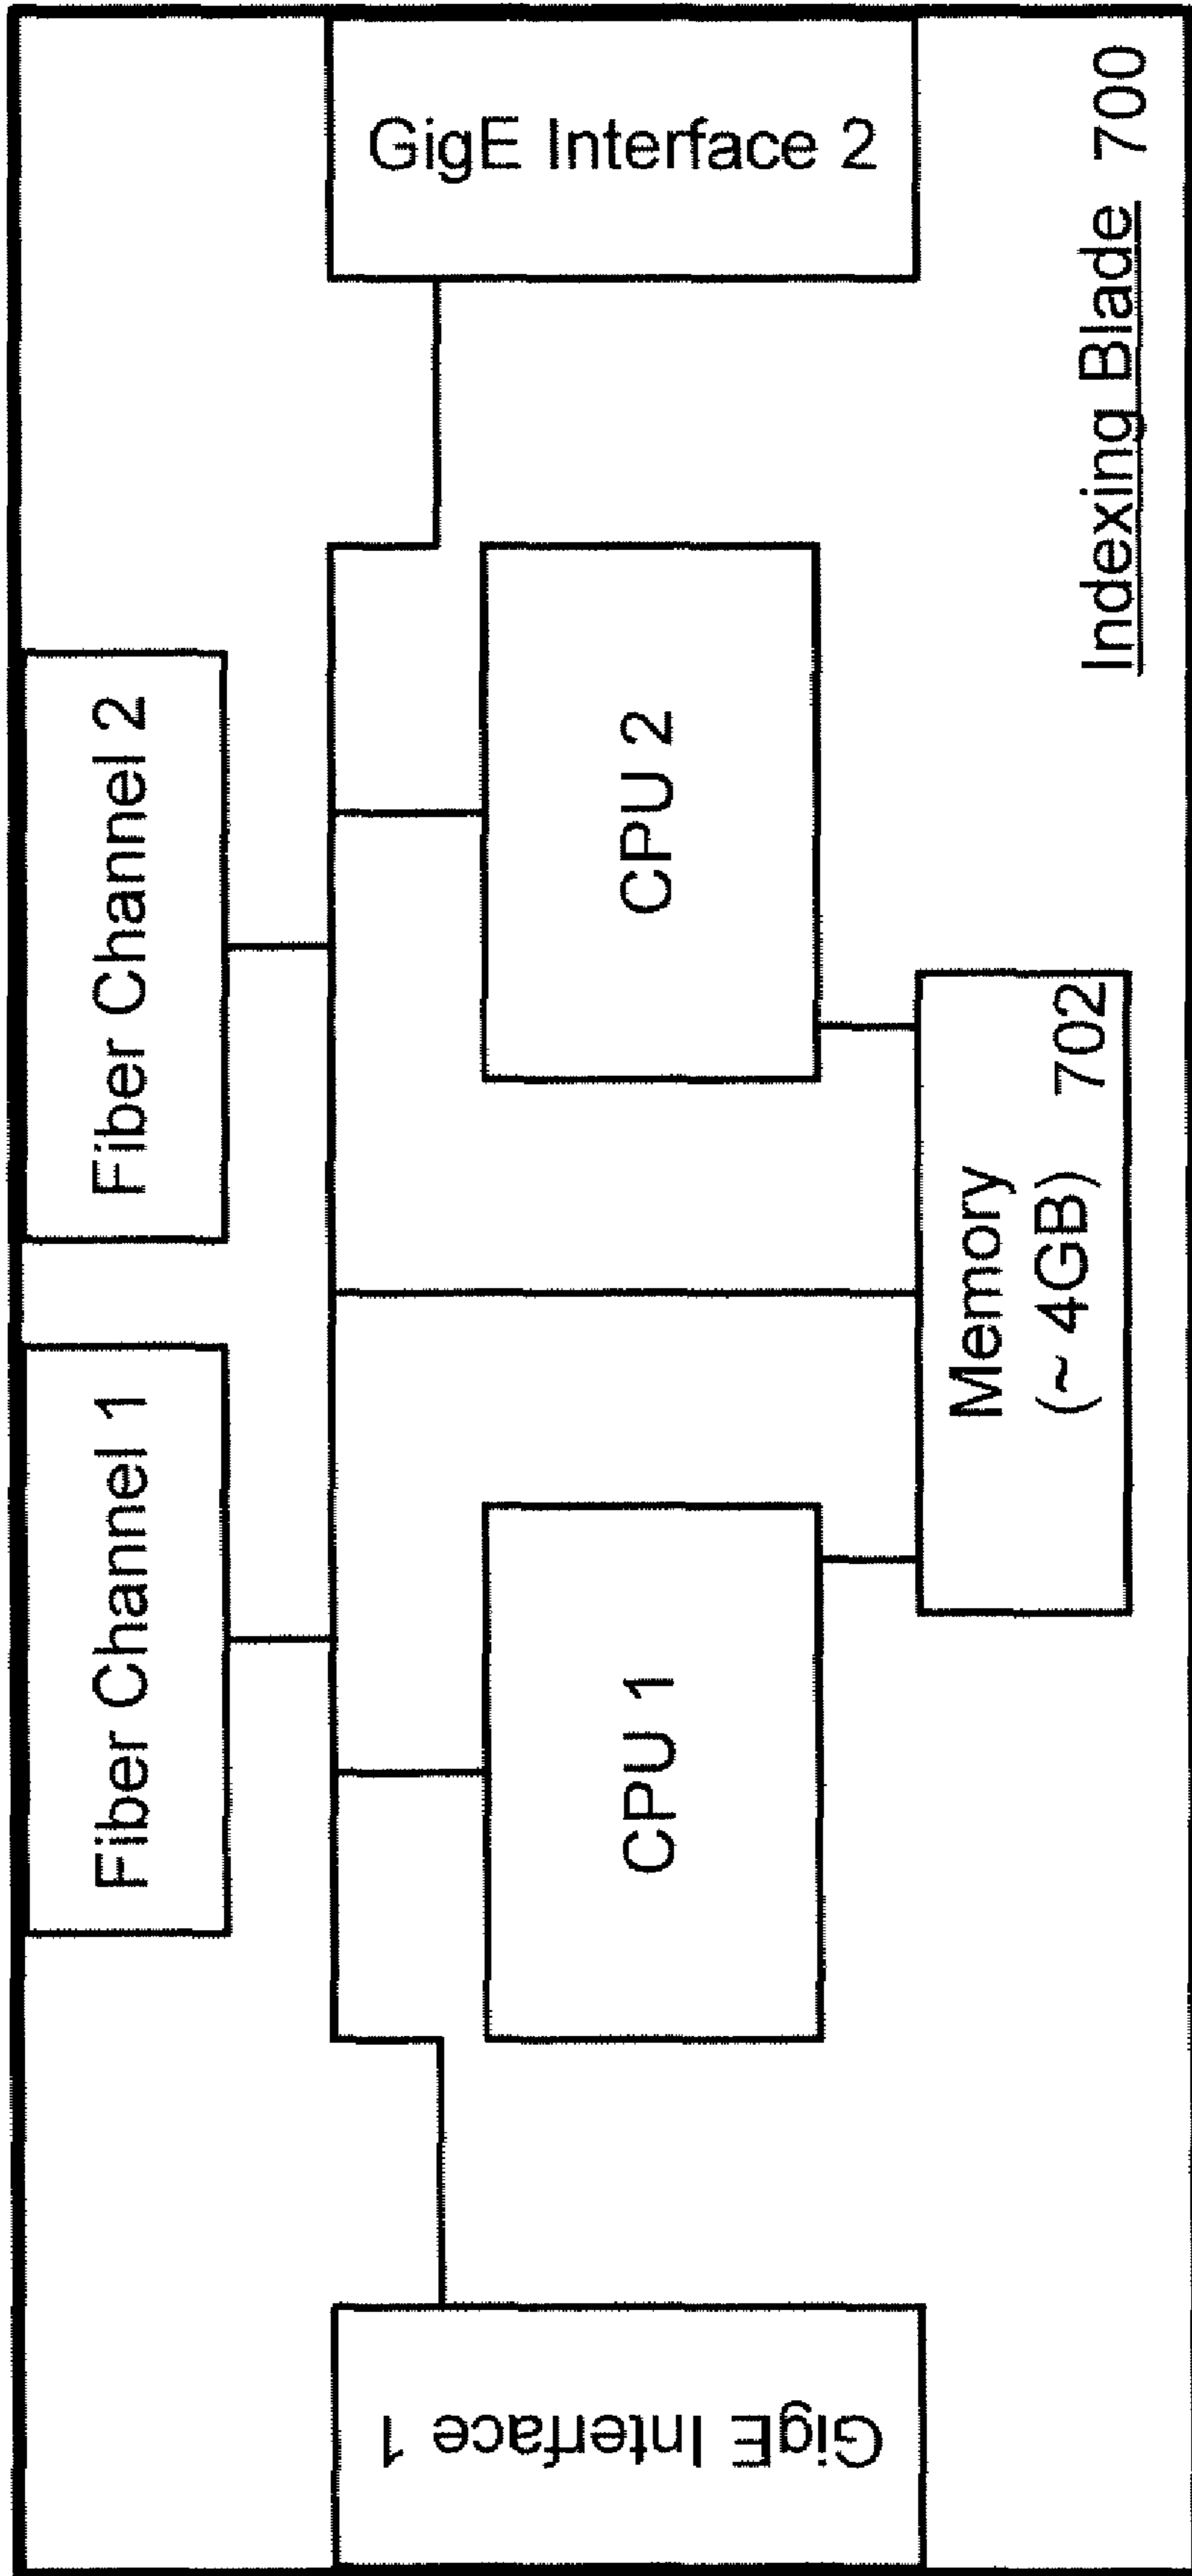 Fiber Channel 1
Fiber Channel 2
GigE Interface 1
CPU 1
CPU 2
GigE Interface 2
Memory
(~ 4GB) 702
Indexing Blade 700